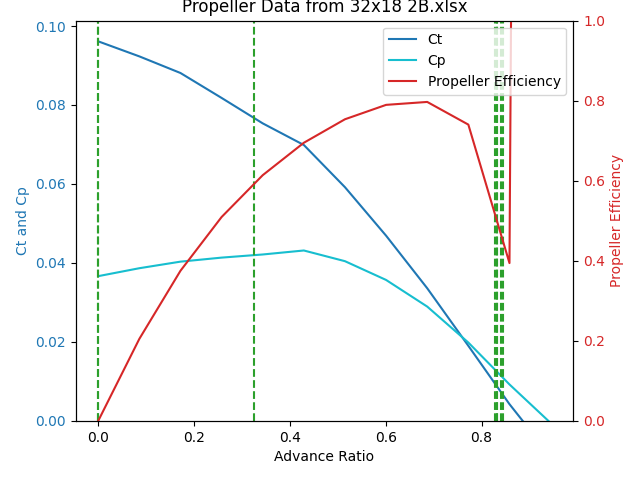 Propeller Data from 32x18 2B.xlsx
Ct
Cp
Propeller Efficiency
0.10
0.08
0.06
0.04
0.02
0.00
Ct and Cp
1.0
0.8
0.6
0.4
0.2
0.0
Propeller Efficiency
0.0 0.2 0.4 0.6 0.8
Advance Ratio